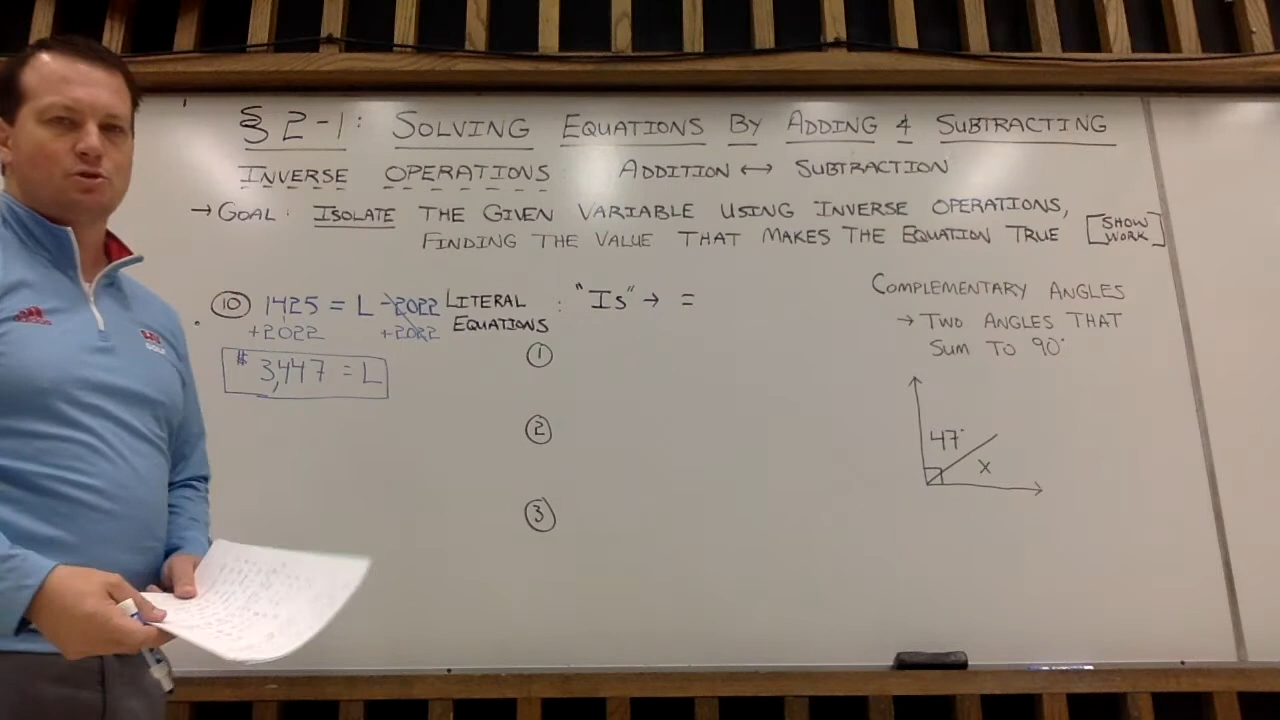 § 2-1: SOLVING EQUATIONS BY ADDING & SUBTRACTING
INVERSE OPERATIONS: ADDITION ↔ SUBTRACTION
→ GOAL: ISOLATE THE GIVEN VARIABLE USING INVERSE OPERATIONS,
FINDING THE VALUE THAT MAKES THE EQUATION TRUE [SHOW WORK]
⑩ 1425 = L - 2022
+2022 +2022
$ 3,447 = L
LITERAL EQUATIONS : "Is" → =
①
②
③
COMPLEMENTARY ANGLES
→ TWO ANGLES THAT
SUM TO 90°
47°
x